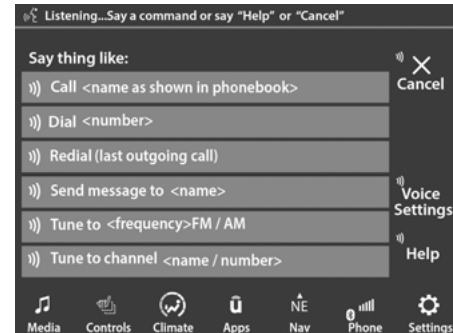 Listening...Say a command or say "Help" or "Cancel"
Say thing like:
Call <name as shown in phonebook>
Dial <number>
Redial (last outgoing call)
Send message to <name>
Tune to <frequency>FM / AM
Tune to channel <name / number>
Cancel
Voice
Settings
Help
û NE
Media Controls Climate Apps Nav Phone Settings